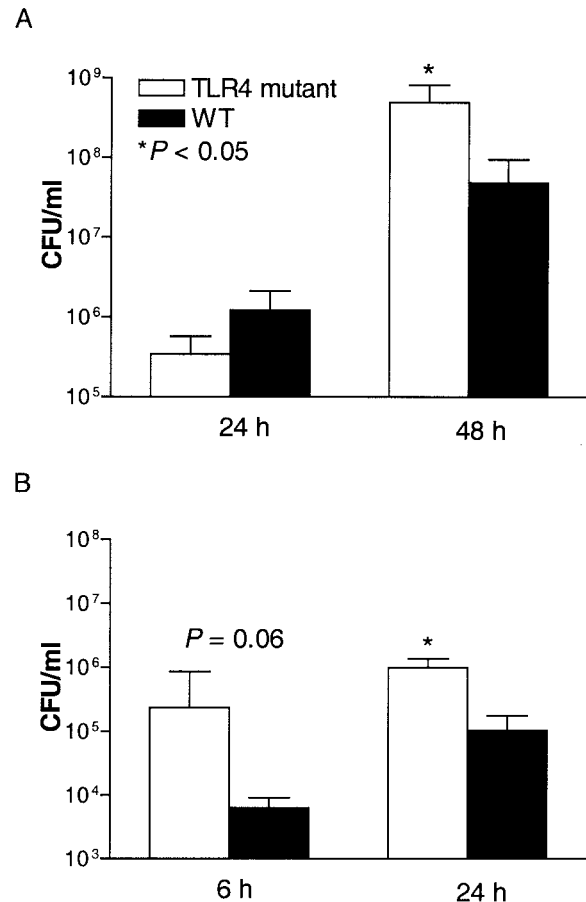 A
10⁹
10⁸
10⁷
10⁶
10⁵
CFU/ml
TLR4 mutant
WT
*P < 0.05
*
24 h
48 h
B
10⁸
10⁷
10⁶
10⁵
10⁴
10³
CFU/ml
P = 0.06
*
6 h
24 h